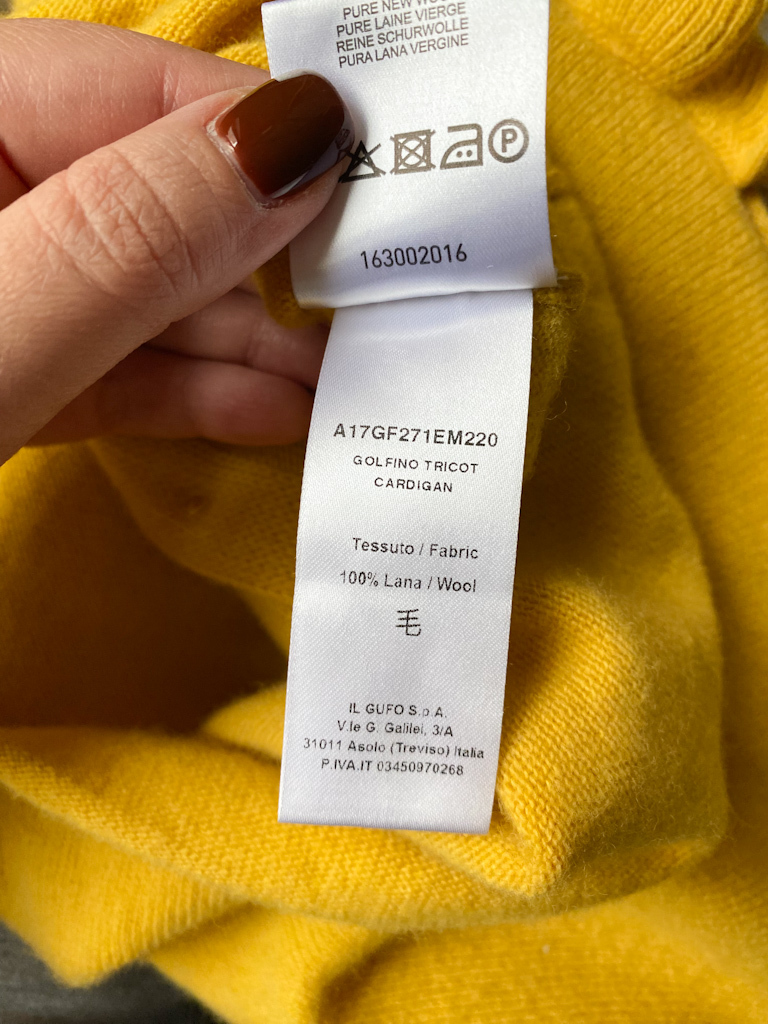 PURE NEW WOOL
PURE LAINE VIERGE
REINE SCHURWOLLE
PURA LANA VERGINE
P
163002016
A17GF271EM220
GOLFINO TRICOT
CARDIGAN
Tessuto / Fabric
100% Lana / Wool
毛
IL GUFO S.p.A.
V.le G. Galilei, 3/A
31011 Asolo (Treviso) Italia
P.IVA.IT 03450970268